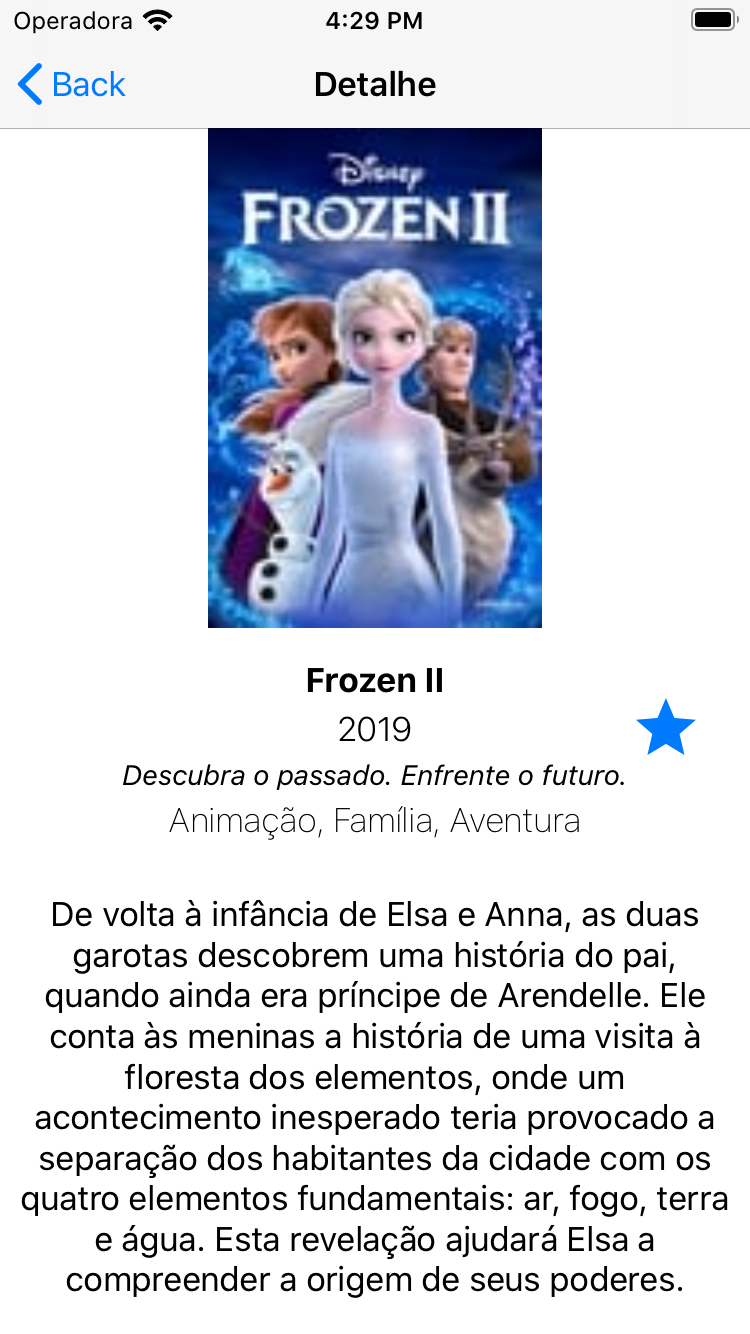 Operadora 4:29 PM
Back Detalhe
Disney
FROZEN II
Frozen II
2019
Descubra o passado. Enfrente o futuro.
Animação, Família, Aventura
De volta à infância de Elsa e Anna, as duas
garotas descobrem uma história do pai,
quando ainda era príncipe de Arendelle. Ele
conta às meninas a história de uma visita à
floresta dos elementos, onde um
acontecimento inesperado teria provocado a
separação dos habitantes da cidade com os
quatro elementos fundamentais: ar, fogo, terra
e água. Esta revelação ajudará Elsa a
compreender a origem de seus poderes.